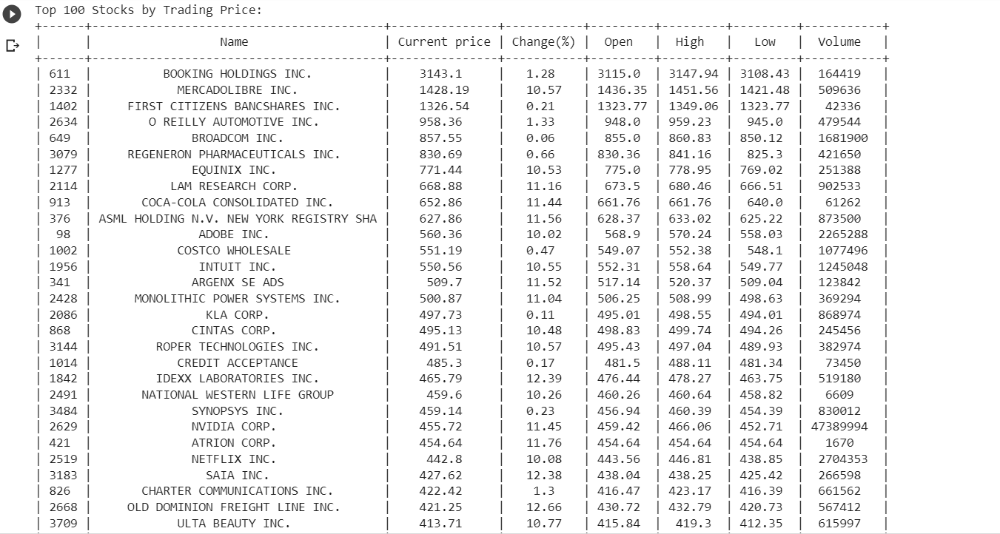 Top 100 Stocks by Trading Price:
+------+------------------------------------------+---------------+-----------+---------+---------+---------+-----------+
| | Name | Current price | Change(%) | Open | High | Low | Volume |
+------+------------------------------------------+---------------+-----------+---------+---------+---------+-----------+
| 611 | BOOKING HOLDINGS INC. | 3143.1 | 1.28 | 3115.0 | 3147.94 | 3108.43 | 164419 |
| 2332 | MERCADOLIBRE INC. | 1428.19 | 10.57 | 1436.35 | 1451.56 | 1421.48 | 509636 |
| 1402 | FIRST CITIZENS BANCSHARES INC. | 1326.54 | 0.21 | 1323.77 | 1349.06 | 1323.77 | 42336 |
| 2634 | O REILLY AUTOMOTIVE INC. | 958.36 | 1.33 | 948.0 | 959.23 | 945.0 | 479544 |
| 649 | BROADCOM INC. | 857.55 | 0.06 | 855.0 | 860.83 | 850.12 | 1681900 |
| 3079 | REGENERON PHARMACEUTICALS INC. | 830.69 | 0.66 | 830.36 | 841.16 | 825.3 | 421650 |
| 1277 | EQUINIX INC. | 771.44 | 10.53 | 775.0 | 778.95 | 769.02 | 251388 |
| 2114 | LAM RESEARCH CORP. | 668.88 | 11.16 | 673.5 | 680.46 | 666.51 | 902533 |
| 913 | COCA-COLA CONSOLIDATED INC. | 652.86 | 11.44 | 661.76 | 661.76 | 640.0 | 61262 |
| 376 | ASML HOLDING N.V. NEW YORK REGISTRY SHA | 627.86 | 11.56 | 628.37 | 633.02 | 625.22 | 873500 |
| 98 | ADOBE INC. | 560.36 | 10.02 | 568.9 | 570.24 | 558.03 | 2265288 |
| 1002 | COSTCO WHOLESALE | 551.19 | 0.47 | 549.07 | 552.38 | 548.1 | 1077496 |
| 1956 | INTUIT INC. | 550.56 | 10.55 | 552.31 | 558.64 | 549.77 | 1245048 |
| 341 | ARGENX SE ADS | 509.7 | 11.52 | 517.14 | 520.37 | 509.04 | 123842 |
| 2428 | MONOLITHIC POWER SYSTEMS INC. | 500.87 | 11.04 | 506.25 | 508.99 | 498.63 | 369294 |
| 2086 | KLA CORP. | 497.73 | 0.11 | 495.01 | 498.55 | 494.01 | 868974 |
| 868 | CINTAS CORP. | 495.13 | 10.48 | 498.83 | 499.74 | 494.26 | 245456 |
| 3144 | ROPER TECHNOLOGIES INC. | 491.51 | 10.57 | 495.43 | 497.04 | 489.93 | 382974 |
| 1014 | CREDIT ACCEPTANCE | 485.3 | 0.17 | 481.5 | 488.11 | 481.34 | 73450 |
| 1842 | IDEXX LABORATORIES INC. | 465.79 | 12.39 | 476.44 | 478.27 | 463.75 | 519180 |
| 2491 | NATIONAL WESTERN LIFE GROUP | 459.6 | 10.26 | 460.26 | 460.64 | 458.82 | 6609 |
| 3484 | SYNOPSYS INC. | 459.14 | 0.23 | 456.94 | 460.39 | 454.39 | 830012 |
| 2629 | NVIDIA CORP. | 455.72 | 11.45 | 459.42 | 466.06 | 452.71 | 47389994 |
| 421 | ATRION CORP. | 454.64 | 11.76 | 454.64 | 454.64 | 454.64 | 1670 |
| 2519 | NETFLIX INC. | 442.8 | 10.08 | 443.56 | 446.81 | 438.85 | 2704353 |
| 3183 | SAIA INC. | 427.62 | 12.38 | 438.04 | 438.25 | 425.42 | 266598 |
| 826 | CHARTER COMMUNICATIONS INC. | 422.42 | 1.3 | 416.47 | 423.17 | 416.39 | 661562 |
| 2668 | OLD DOMINION FREIGHT LINE INC. | 421.25 | 12.66 | 430.72 | 432.79 | 420.73 | 567412 |
| 3709 | ULTA BEAUTY INC. | 413.71 | 10.77 | 415.84 | 419.3 | 412.35 | 615997 |